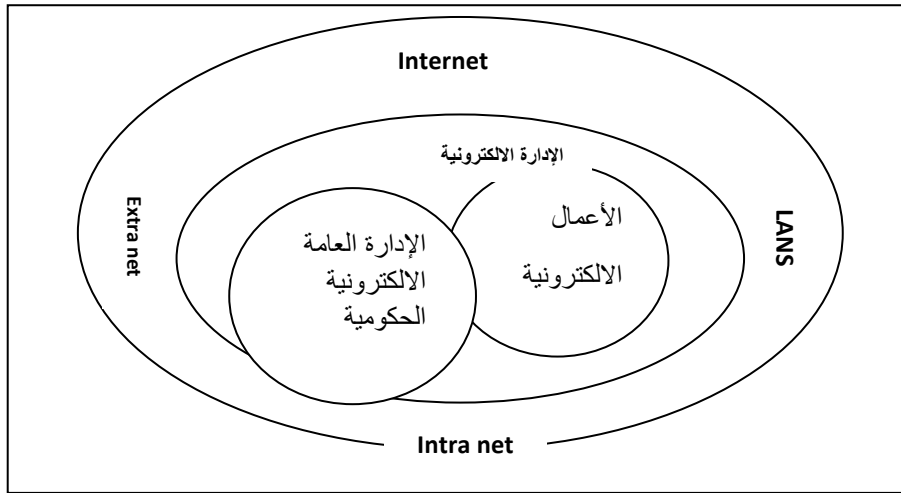 Internet
الإدارة الالكترونية
الأعمال
الالكترونية
الإدارة العامة
الالكترونية
الحكومية
Extra net
LANS
Intra net